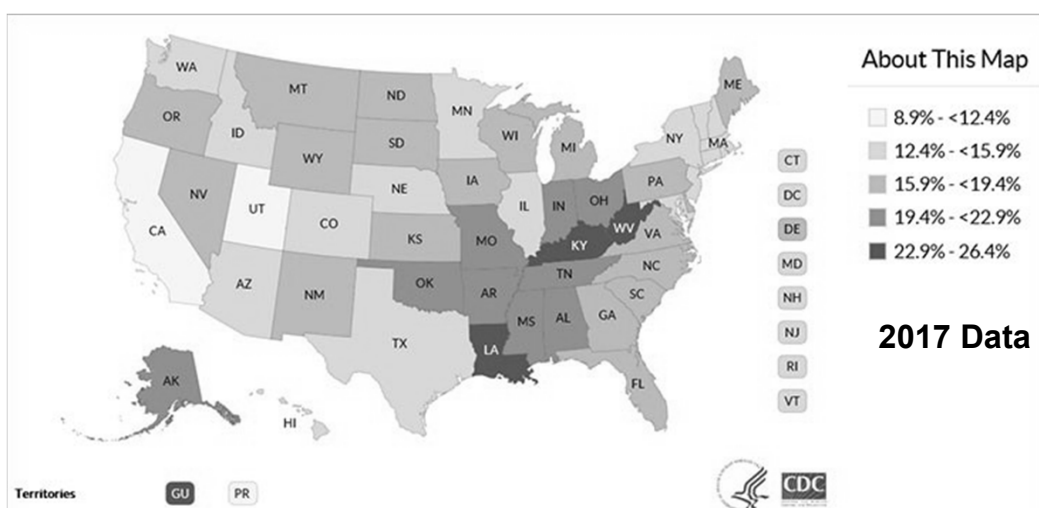 About This Map
8.9% - <12.4%
12.4% - <15.9%
15.9% - <19.4%
19.4% - <22.9%
22.9% - 26.4%
2017 Data
WA
MT
ND
MN
ME
OR
ID
WY
SD
WI
MI
NY
MA
NV
NE
IA
PA
CA
UT
CO
KS
IL
IN
OH
WV
VA
MO
KY
AZ
NM
OK
AR
TN
NC
SC
TX
LA
MS
AL
GA
FL
AK
HI
CT
DC
DE
MD
NH
NJ
RI
VT
Territories
GU
PR
CDC